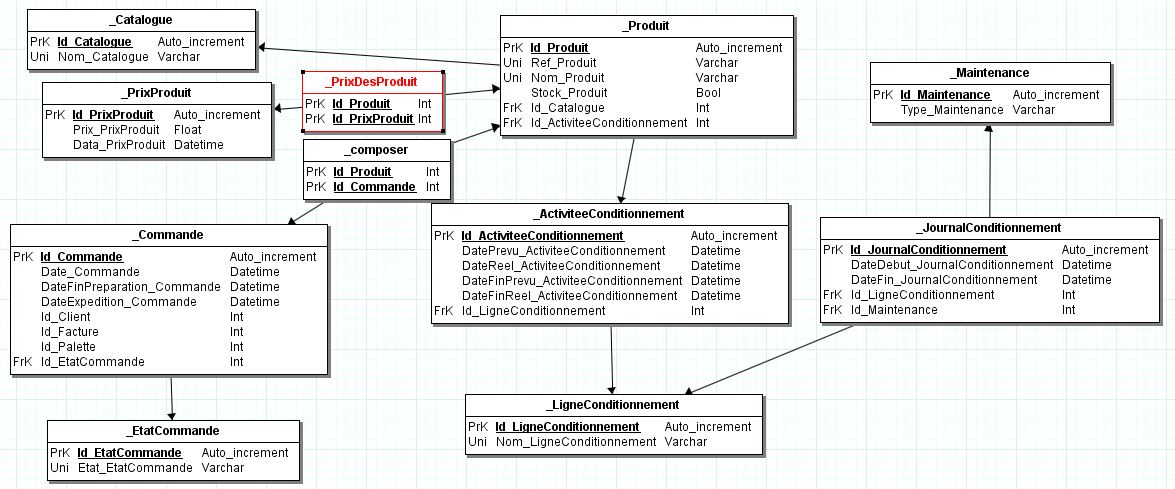 _Catalogue
PrK Id_Catalogue Auto_increment
Uni Nom_Catalogue Varchar
_PrixProduit
PrK Id_PrixProduit Auto_increment
Prix_PrixProduit Float
Data_PrixProduit Datetime
_PrixDesProduit
PrK Id_Produit Int
PrK Id_PrixProduit Int
_composer
PrK Id_Produit Int
PrK Id_Commande Int
_Produit
PrK Id_Produit Auto_increment
Uni Ref_Produit Varchar
Uni Nom_Produit Varchar
Stock_Produit Bool
FrK Id_Catalogue Int
FrK Id_ActiviteeConditionnement Int
_Maintenance
PrK Id_Maintenance Auto_increment
Type_Maintenance Varchar
_Commande
PrK Id_Commande Auto_increment
Date_Commande Datetime
DateFinPreparation_Commande Datetime
DateExpedition_Commande Datetime
Id_Client Int
Id_Facture Int
Id_Palette Int
FrK Id_EtatCommande Int
_ActiviteeConditionnement
PrK Id_ActiviteeConditionnement Auto_increment
DatePrevu_ActiviteeConditionnement Datetime
DateReel_ActiviteeConditionnement Datetime
DateFinPrevu_ActiviteeConditionnement Datetime
DateFinReel_ActiviteeConditionnement Datetime
FrK Id_LigneConditionnement Int
_JournalConditionnement
PrK Id_JournalConditionnement Auto_increment
DateDebut_JournalConditionnement Datetime
DateFin_JournalConditionnement Datetime
FrK Id_LigneConditionnement Int
FrK Id_Maintenance Int
_EtatCommande
PrK Id_EtatCommande Auto_increment
Uni Etat_EtatCommande Varchar
_LigneConditionnement
PrK Id_LigneConditionnement Auto_increment
Uni Nom_LigneConditionnement Varchar